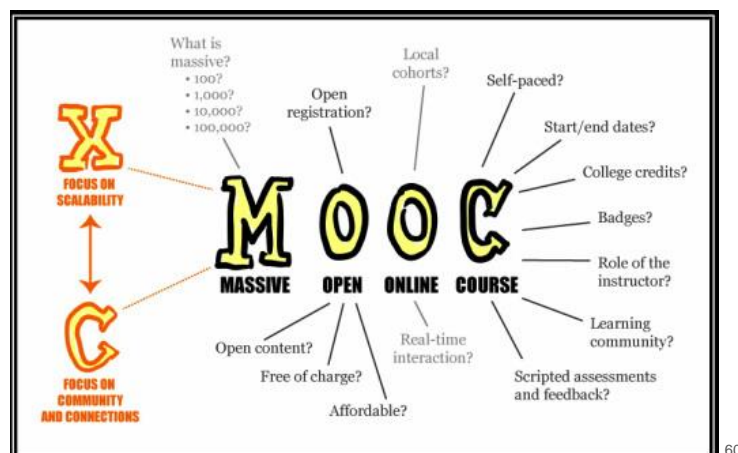 What is
massive?
• 100?
• 1,000?
• 10,000?
• 100,000?
Open
registration?
Local
cohorts?
Self-paced?
Start/end dates?
College credits?
Badges?
Role of the
instructor?
Learning
community?
Scripted assessments
and feedback?
X
FOCUS ON
SCALABILITY
C
FOCUS ON
COMMUNITY
AND CONNECTIONS
MOOC
MASSIVE OPEN ONLINE COURSE
Open content?
Free of charge?
Affordable?
Real-time
interaction?
60